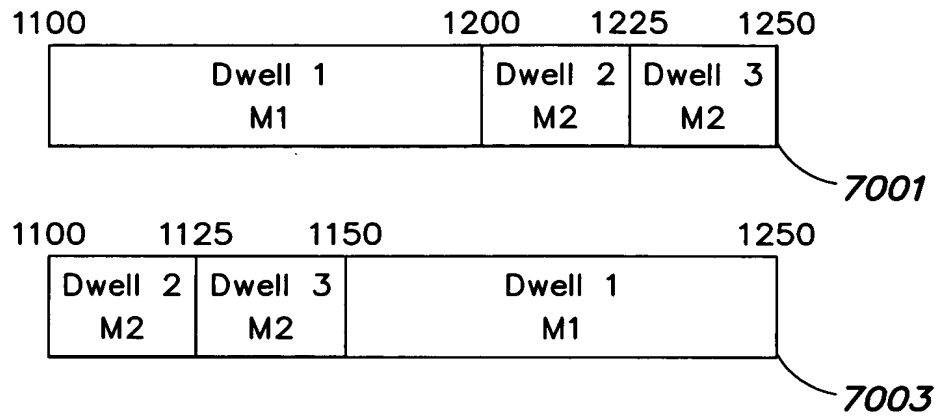 1100 1200 1225 1250
Dwell 1 Dwell 2 Dwell 3
M1 M2 M2
7001
1100 1125 1150 1250
Dwell 2 Dwell 3 Dwell 1
M2 M2 M1
7003